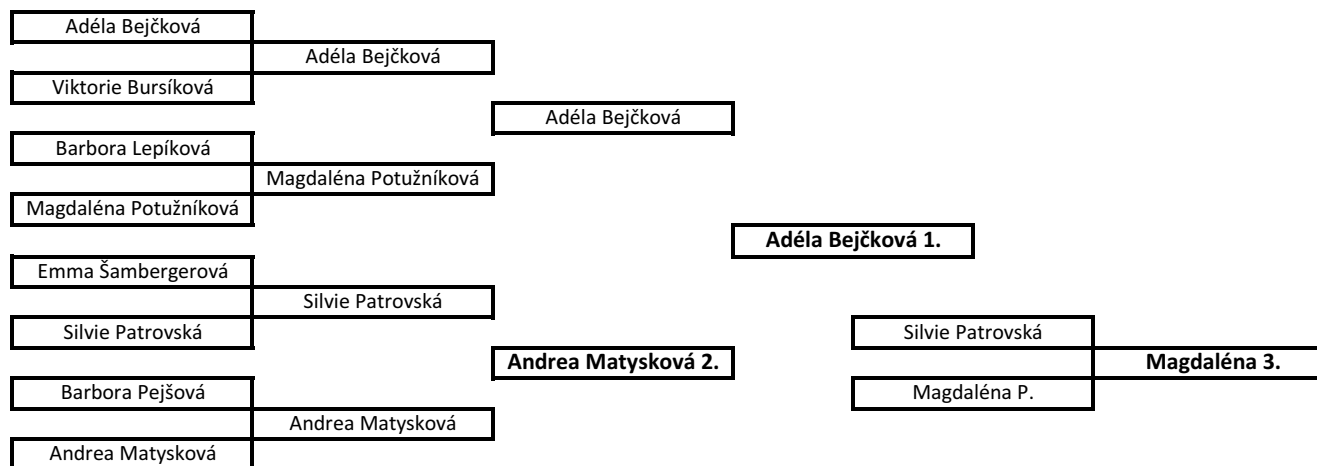 Adéla Bejčková
Adéla Bejčková
Viktorie Bursíková
Adéla Bejčková
Barbora Lepíková
Magdaléna Potužníková
Magdaléna Potužníková
Adéla Bejčková 1.
Emma Šambergerová
Silvie Patrovská
Silvie Patrovská
Silvie Patrovská
Andrea Matysková 2.
Magdaléna 3.
Barbora Pejšová
Magdaléna P.
Andrea Matysková
Andrea Matysková